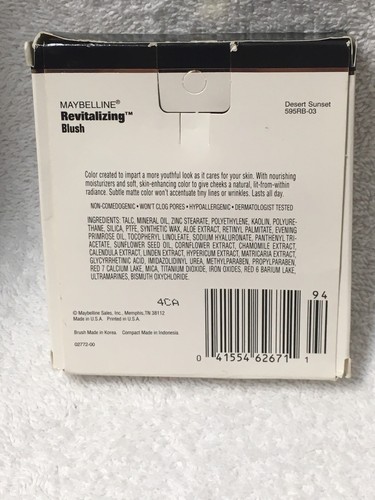 MAYBELLINE®
Revitalizing™
Blush
Desert Sunset
595RB-03
Color created to impart a more youthful look as it cares for your skin. With nourishing
moisturizers and soft, skin-enhancing color to give cheeks a natural, lit-from-within
radiance. Subtle matte color won't accentuate tiny lines or wrinkles. Lasts all day.
NON-COMEDOGENIC • WON'T CLOG PORES • HYPOALLERGENIC • DERMATOLOGIST TESTED
INGREDIENTS: TALC, MINERAL OIL, ZINC STEARATE, POLYETHYLENE, KAOLIN, POLYURE-
THANE, SILICA, PTFE, SYNTHETIC WAX, ALOE EXTRACT, RETINYL PALMITATE, EVENING
PRIMROSE OIL, TOCOPHERYL LINOLEATE, SODIUM HYALURONATE, PANTHENYL TRI-
ACETATE, SUNFLOWER SEED OIL, CORNFLOWER EXTRACT, CHAMOMILE EXTRACT,
CALENDULA EXTRACT, LINDEN EXTRACT, HYPERICUM EXTRACT, MATRICARIA EXTRACT,
GLYCYRRHETINIC ACID, IMIDAZOLIDINYL UREA, METHYLPARABEN, PROPYLPARABEN,
RED 7 CALCIUM LAKE, MICA, TITANIUM DIOXIDE, IRON OXIDES, RED 6 BARIUM LAKE,
ULTRAMARINES, BISMUTH OXYCHLORIDE.
4CA
94
© Maybelline Sales, Inc., Memphis, TN 38112
Made in U.S.A. Printed in U.S.A.
Blush Made in Korea. Compact Made in Indonesia.
02772-00
0 41554 62671 1